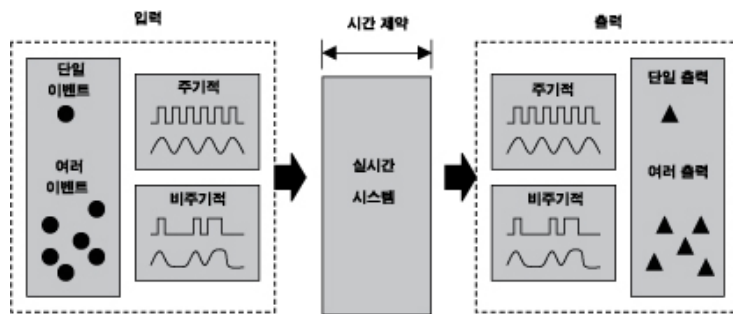 입력
단일
이벤트
여러
이벤트
주기적
비주기적
시간 제약
실시간
시스템
출력
주기적
비주기적
단일 출력
여러 출력